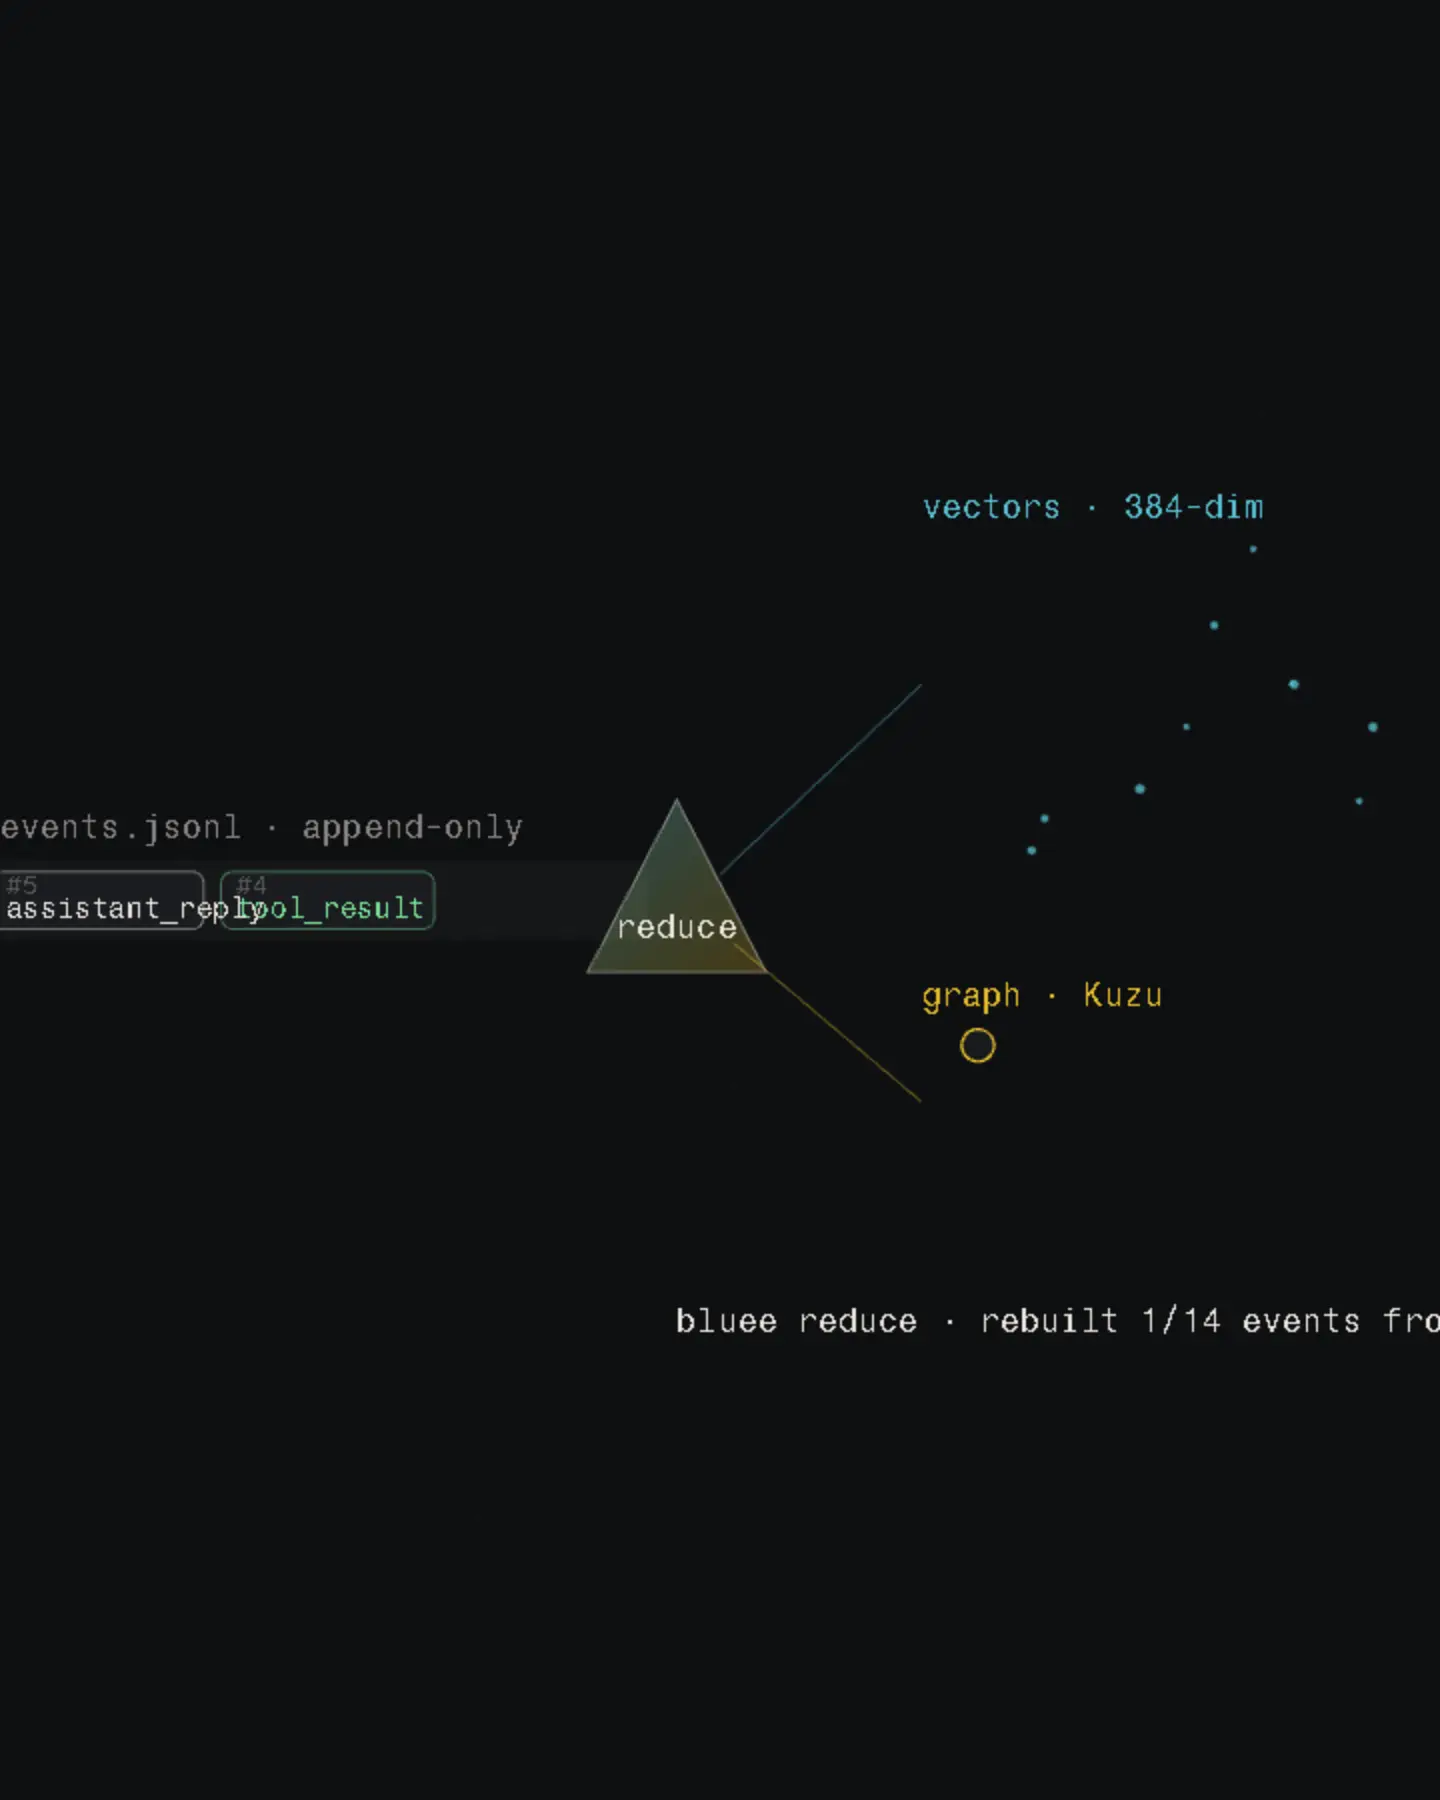 vectors · 384-dim
events.jsonl · append-only
#5
assistant_reply
#4
tool_result
reduce
graph · Kuzu
bluee reduce · rebuilt 1/14 events fro